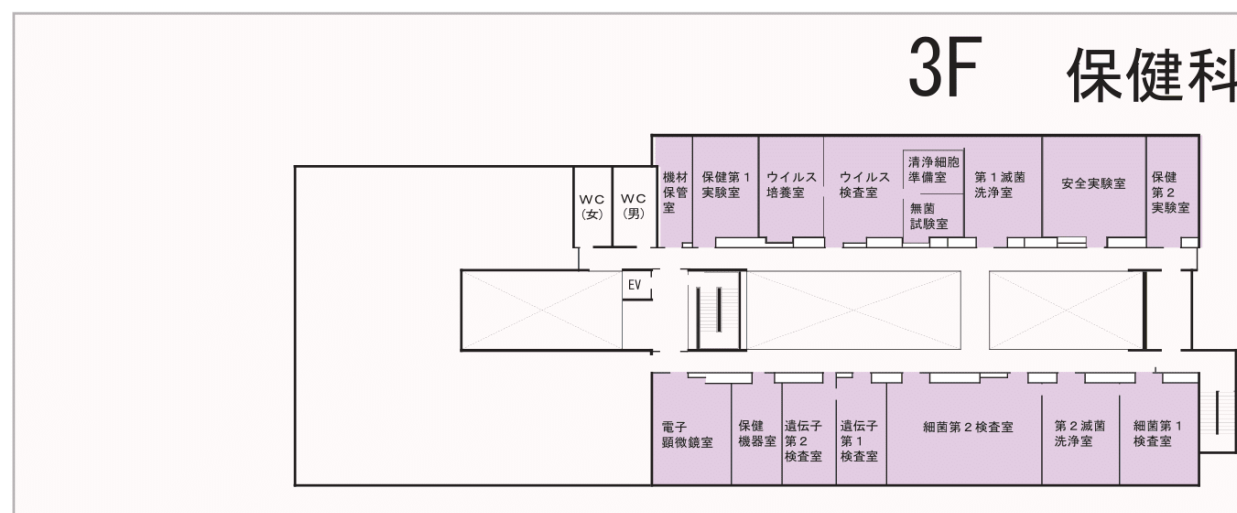 3F 保健科
機材
保管
室
保健第1
実験室
ウイルス
培養室
ウイルス
検査室
清浄細胞
準備室
無菌
試験室
第1滅菌
洗浄室
安全実験室
保健
第2
実験室
WC
(女)
WC
(男)
EV
電子
顕微鏡室
保健
機器室
遺伝子
第2
検査室
遺伝子
第1
検査室
細菌第2検査室
第2滅菌
洗浄室
細菌第1
検査室